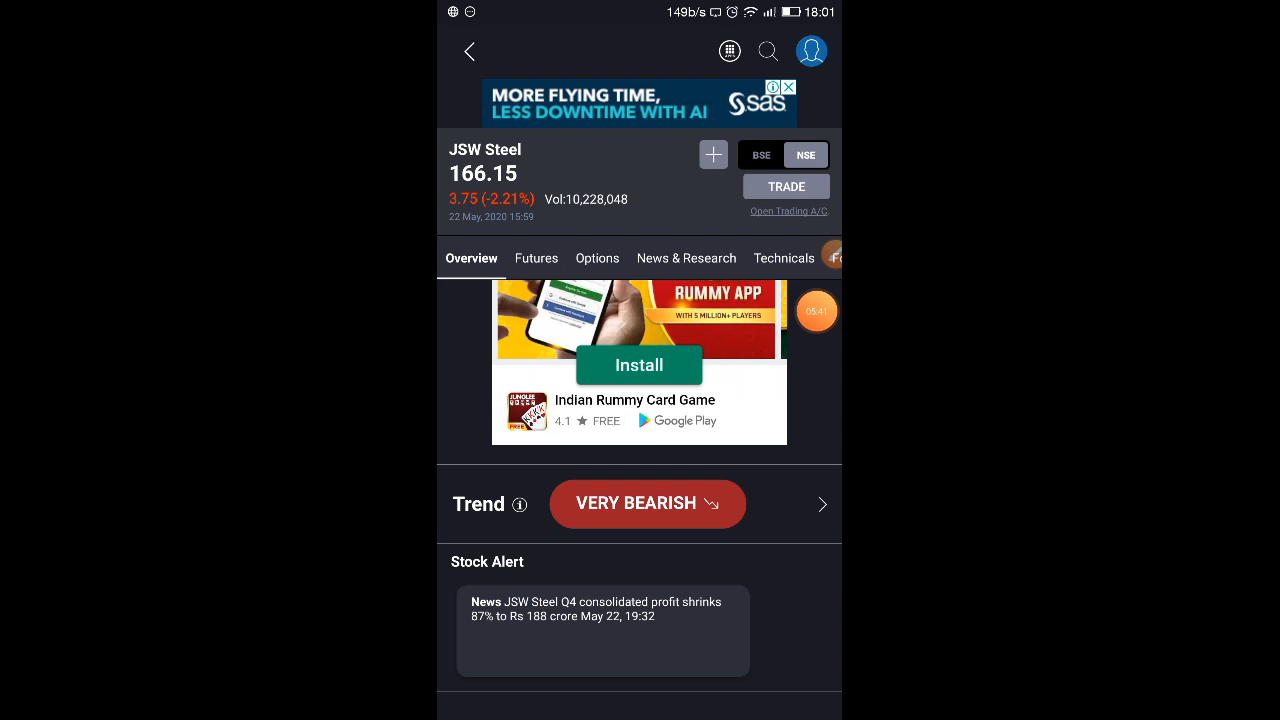 149b/s 18:01
MORE FLYING TIME,
LESS DOWNTIME WITH AI
sas
JSW Steel
166.15
3.75 (-2.21%) Vol:10,228,048
22 May, 2020 15:59
BSE NSE
TRADE
Open Trading A/C.
Overview Futures Options News & Research Technicals Fo
05:41
RUMMY APP
WITH 5 MILLION+ PLAYERS
Install
JUNGLEE
FREE
Indian Rummy Card Game
4.1 ★ FREE Google Play
Trend VERY BEARISH
Stock Alert
News JSW Steel Q4 consolidated profit shrinks
87% to Rs 188 crore May 22, 19:32